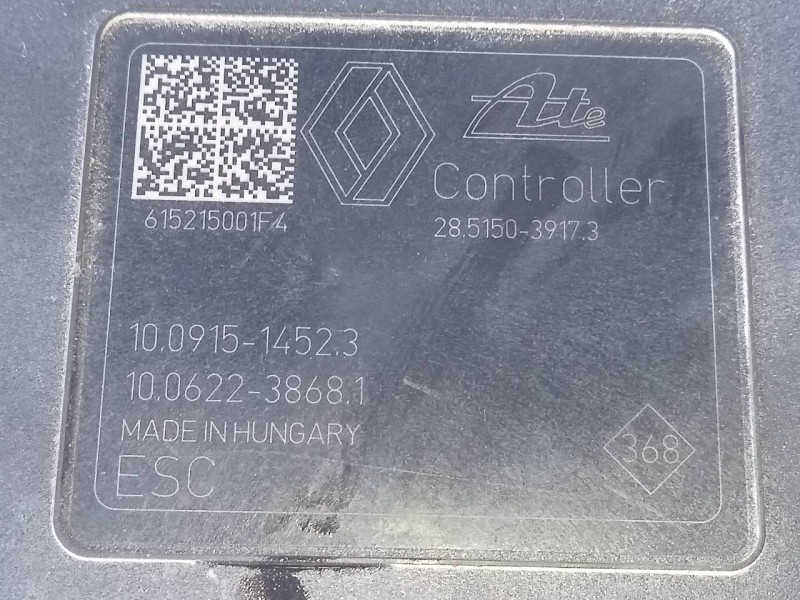 Ate
Controller
615215001F4
28.5150-3917.3
10.0915-1452.3
10.0622-3868.1
MADE IN HUNGARY
ESC
368